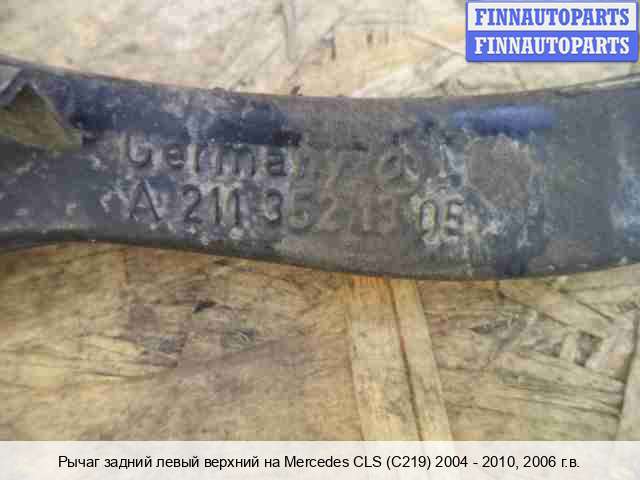 FINNAUTOPARTS
FINNAUTOPARTS
Germany
A 211 352 13 05
Рычаг задний левый верхний на Mercedes CLS (C219) 2004 - 2010, 2006 г.в.